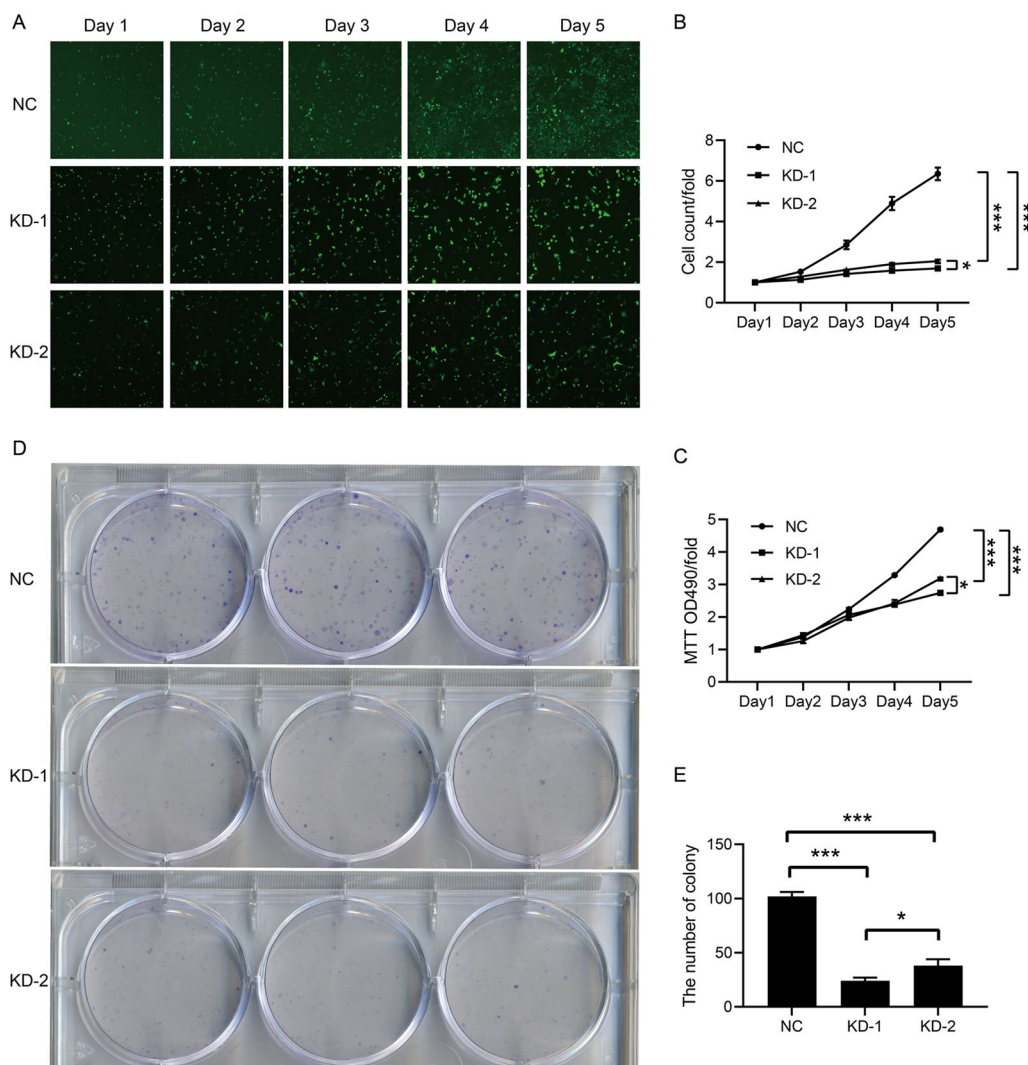 A
Day 1 Day 2 Day 3 Day 4 Day 5
NC
KD-1
KD-2
B
Cell count/fold
8
6
4
2
0
NC
KD-1
KD-2
***
***
*
Day1 Day2 Day3 Day4 Day5
D
NC
KD-1
KD-2
C
MTT OD490/fold
5
4
3
2
1
0
NC
KD-1
KD-2
***
***
*
Day1 Day2 Day3 Day4 Day5
E
The number of colony
150
100
50
0
***
***
*
NC KD-1 KD-2